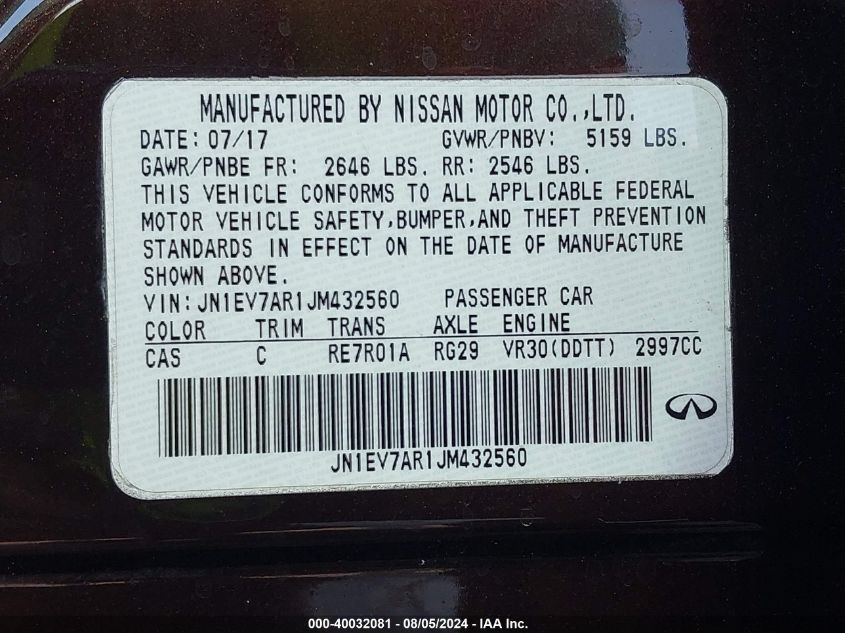 MANUFACTURED BY NISSAN MOTOR CO.,LTD.
DATE: 07/17 GVWR/PNBV: 5159 LBS.
GAWR/PNBE FR: 2646 LBS. RR: 2546 LBS.
THIS VEHICLE CONFORMS TO ALL APPLICABLE FEDERAL
MOTOR VEHICLE SAFETY,BUMPER,AND THEFT PREVENTION
STANDARDS IN EFFECT ON THE DATE OF MANUFACTURE
SHOWN ABOVE.
VIN:JN1EV7AR1JM432560 PASSENGER CAR
COLOR TRIM TRANS AXLE ENGINE
CAS C RE7R01A RG29 VR30(DDTT) 2997CC
JN1EV7AR1JM432560
000-40032081 - 08/05/2024 - IAA Inc.